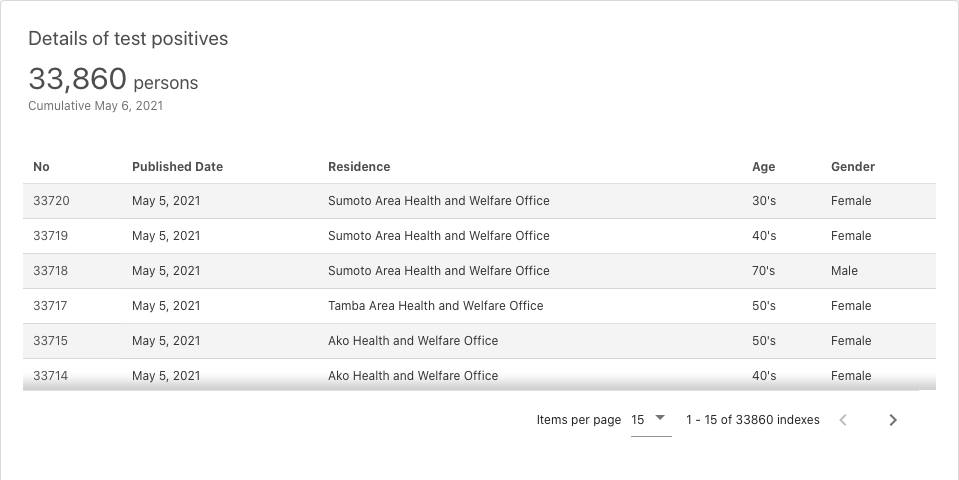 Details of test positives
33,860 persons
Cumulative May 6, 2021
No Published Date Residence Age Gender
33720 May 5, 2021 Sumoto Area Health and Welfare Office 30's Female
33719 May 5, 2021 Sumoto Area Health and Welfare Office 40's Female
33718 May 5, 2021 Sumoto Area Health and Welfare Office 70's Male
33717 May 5, 2021 Tamba Area Health and Welfare Office 50's Female
33715 May 5, 2021 Ako Health and Welfare Office 50's Female
33714 May 5, 2021 Ako Health and Welfare Office 40's Female
Items per page 15 1 - 15 of 33860 indexes